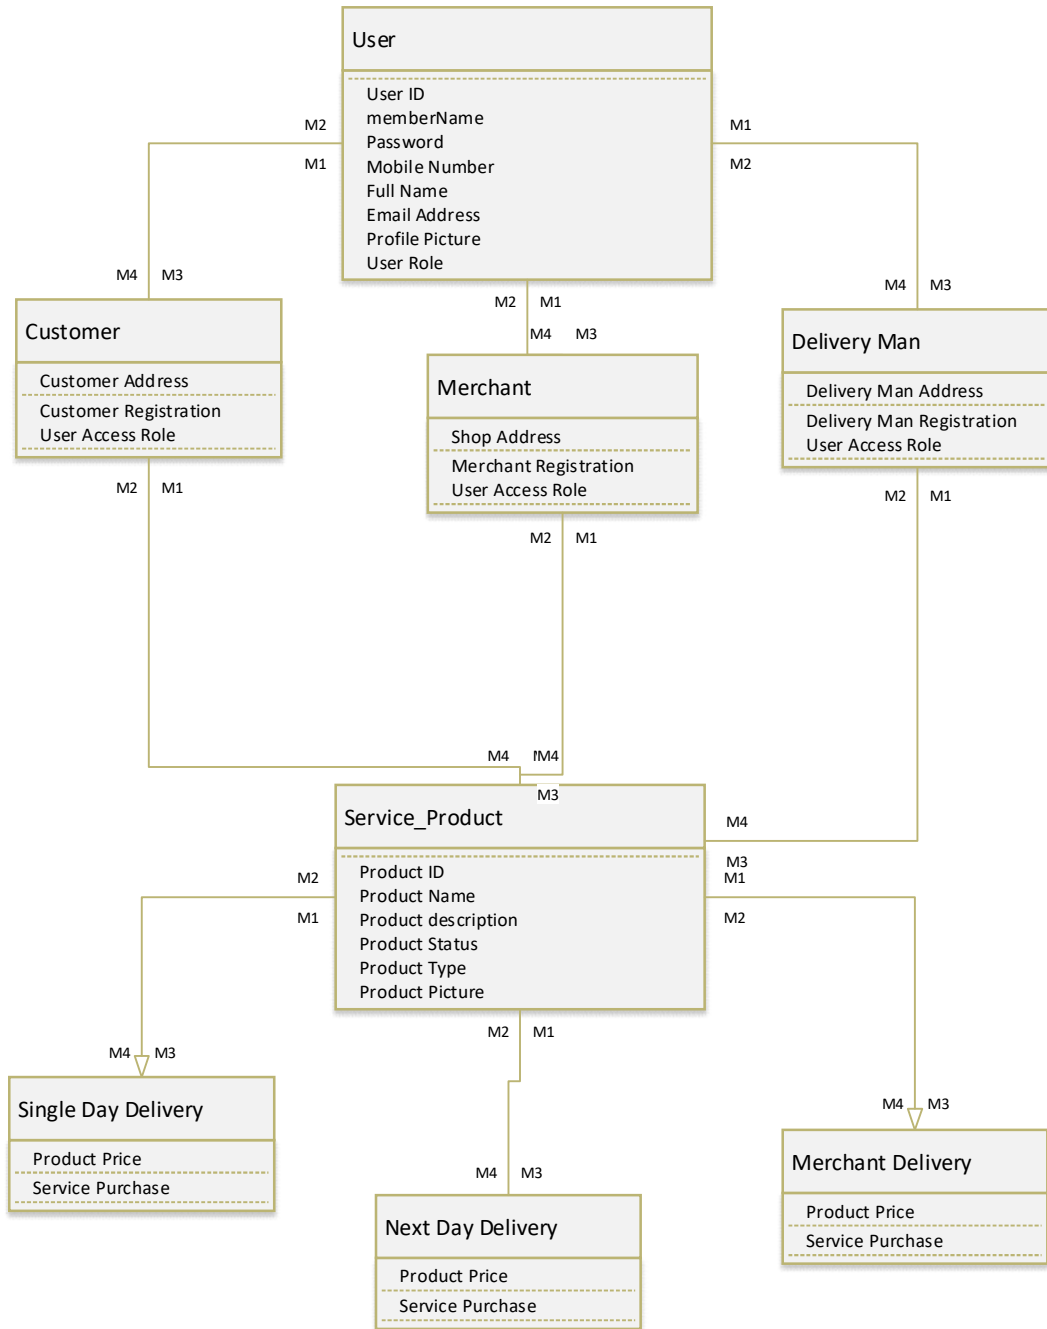 User
User ID
memberName
Password
Mobile Number
Full Name
Email Address
Profile Picture
User Role
M2
M1
M1
M2
M4 M3
M2 M1
M4 M3
M4 M3
Customer
Customer Address
Customer Registration
User Access Role
M2 M1
Merchant
Shop Address
Merchant Registration
User Access Role
M2 M1
Delivery Man
Delivery Man Address
Delivery Man Registration
User Access Role
M2 M1
M4 M4
M3
Service_Product
Product ID
Product Name
Product description
Product Status
Product Type
Product Picture
M4
M3
M2
M1
M1
M2
M2 M1
M4 M3
Single Day Delivery
Product Price
Service Purchase
M4 M3
Next Day Delivery
Product Price
Service Purchase
M4 M3
Merchant Delivery
Product Price
Service Purchase